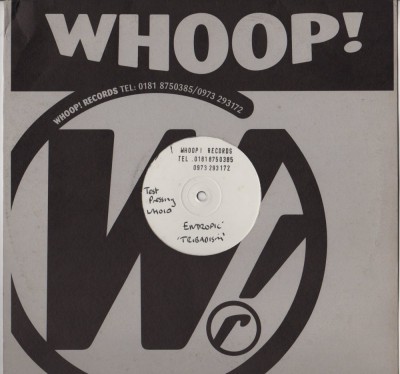 WHOOP!
WHOOP! RECORDS TEL: 0181 8750385/0973 293172
W!
r
! WHOOP! RECORDS
TEL .0181 8750385
0973 293172
Test
Pressing
WHO10
ENTROPIC
'TRIBADISM'